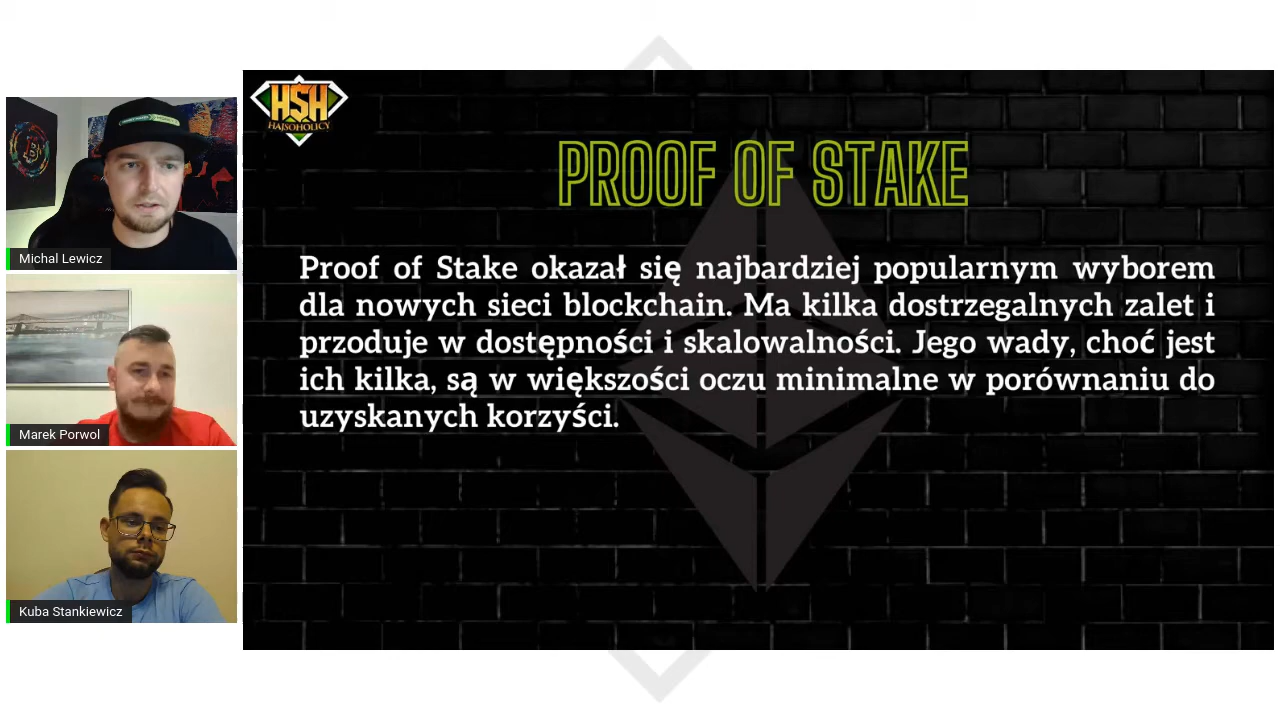 Michal Lewicz
Marek Porwol
Kuba Stankiewicz
H$H
HAJSOHOLICY
PROOF OF STAKE
Proof of Stake okazał się najbardziej popularnym wyborem
dla nowych sieci blockchain. Ma kilka dostrzegalnych zalet i
przoduje w dostępności i skalowalności. Jego wady, choć jest
ich kilka, są w większości oczu minimalne w porównaniu do
uzyskanych korzyści.